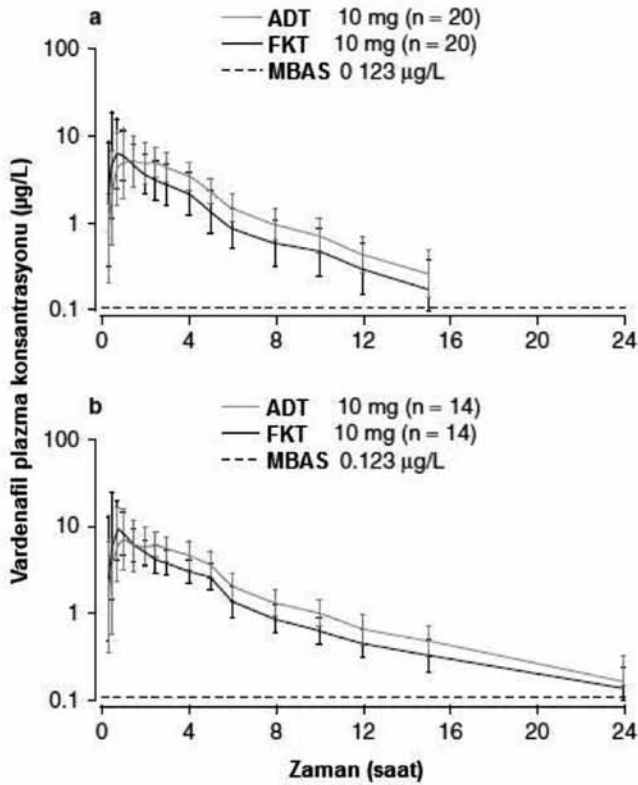 a
ADT 10 mg (n = 20)
FKT 10 mg (n = 20)
MBAS 0 123 µg/L
100
10
1
0.1
0 4 8 12 16 20 24
b
ADT 10 mg (n = 14)
FKT 10 mg (n = 14)
MBAS 0.123 µg/L
100
10
1
0.1
0 4 8 12 16 20 24
Vardenafil plazma konsantrasyonu (µg/L)
Zaman (saat)